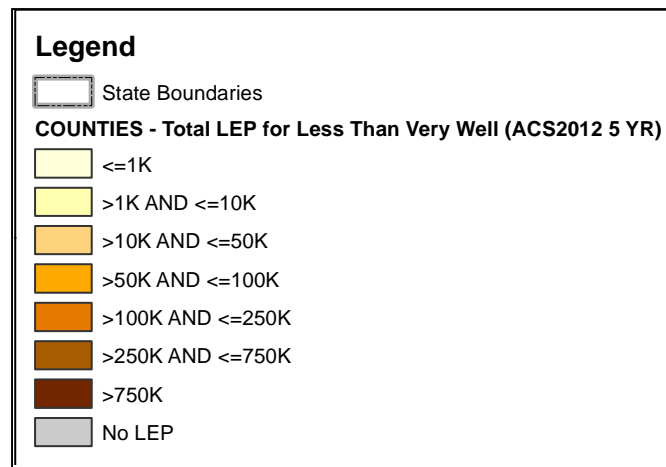 Legend
State Boundaries
COUNTIES - Total LEP for Less Than Very Well (ACS2012 5 YR)
<=1K
>1K AND <=10K
>10K AND <=50K
>50K AND <=100K
>100K AND <=250K
>250K AND <=750K
>750K
No LEP